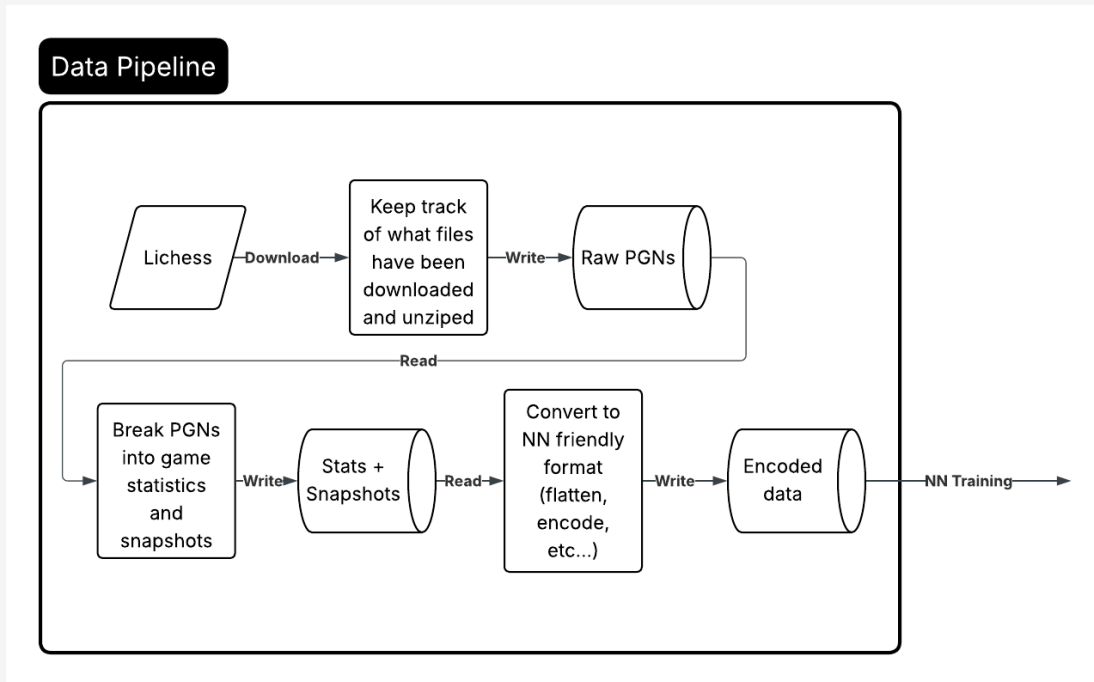 Data Pipeline
Lichess
Download
Keep track
of what files
have been
downloaded
and unziped
Write
Raw PGNs
Read
Break PGNs
into game
statistics
and
snapshots
Write
Stats +
Snapshots
Read
Convert to
NN friendly
format
(flatten,
encode,
etc...)
Write
Encoded
data
NN Training